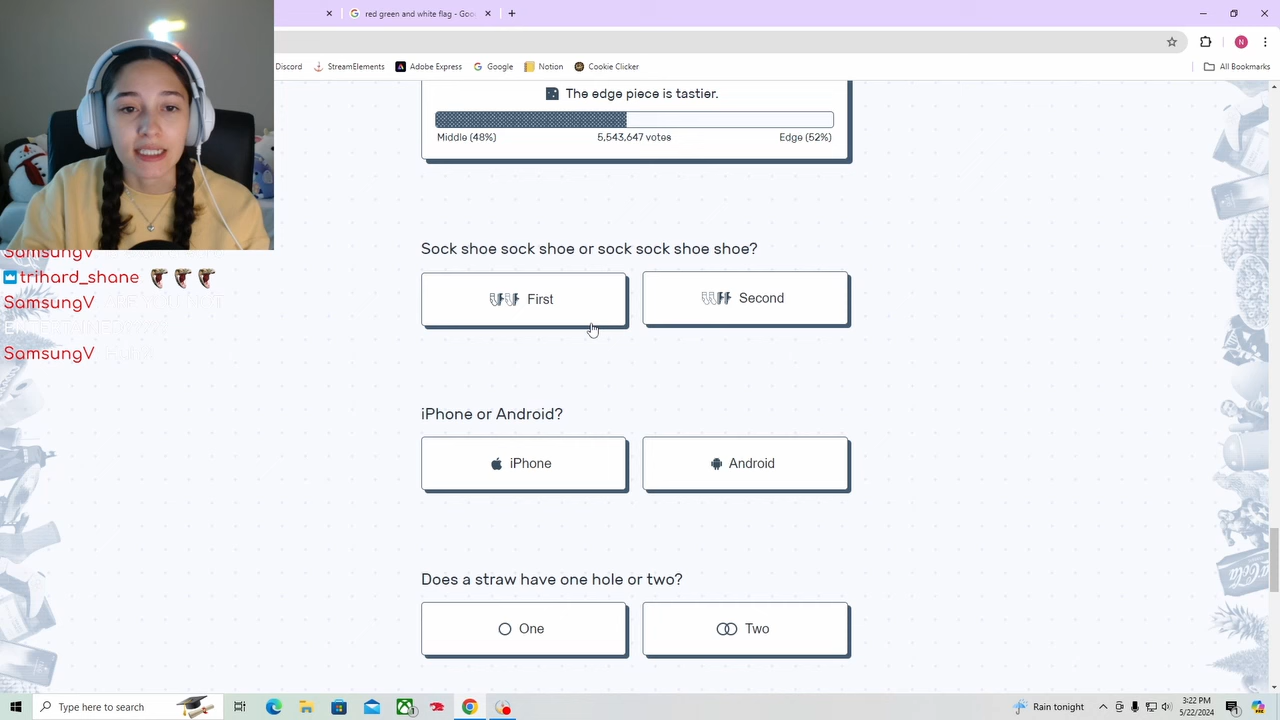 red green and white flag - Goo
Discord
StreamElements
Adobe Express
Google
Notion
Cookie Clicker
All Bookmarks
N
The edge piece is tastier.
Middle (48%)
5,543,647 votes
Edge (52%)
Sock shoe sock shoe or sock sock shoe shoe?
First
Second
SamsungV
trihard_shane
SamsungV
SamsungV
iPhone or Android?
iPhone
Android
Does a straw have one hole or two?
One
Two
Type here to search
Rain tonight
3:22 PM
5/22/2024